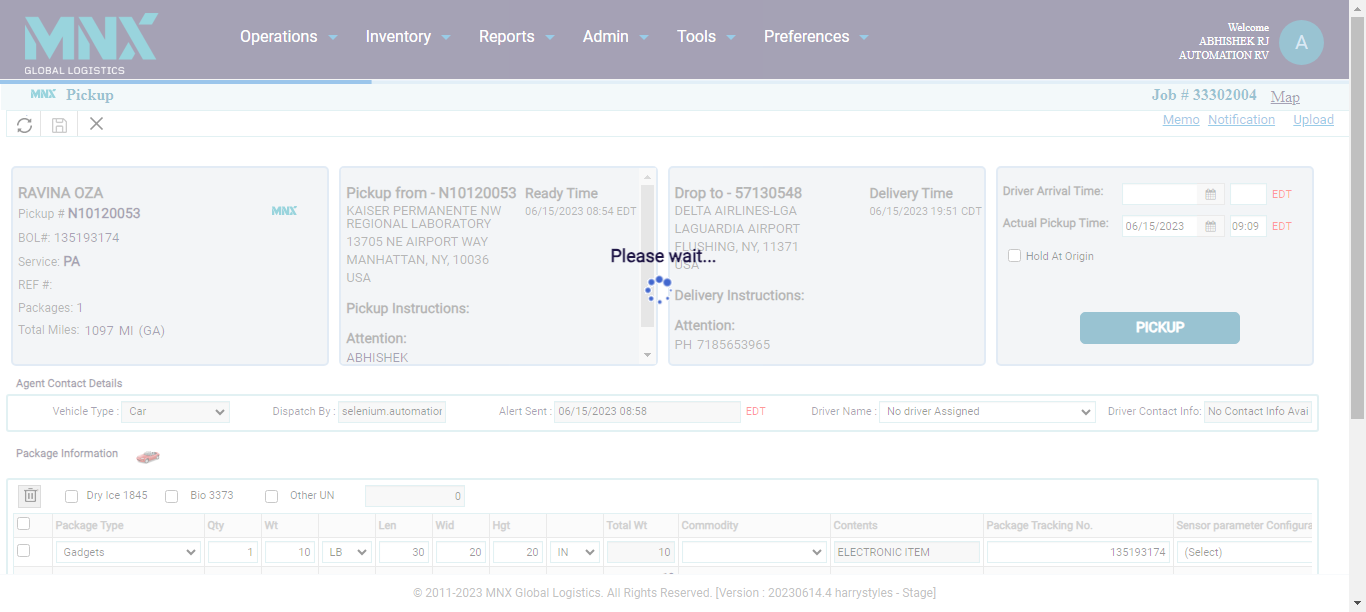 MNX
GLOBAL LOGISTICS
Operations Inventory Reports Admin Tools Preferences
Welcome
ABHISHEK RJ
AUTOMATION RV
A
MNX Pickup
Job # 33302004 Map
Memo Notification Upload
RAVINA OZA
Pickup # N10120053
MNX
BOL#: 135193174
Service: PA
REF #:
Packages: 1
Total Miles: 1097 MI (GA)
Pickup from - N10120053 Ready Time
KAISER PERMANENTE NW 06/15/2023 08:54 EDT
REGIONAL LABORATORY
13705 NE AIRPORT WAY
MANHATTAN, NY, 10036
USA
Pickup Instructions:
Attention:
ABHISHEK
Drop to - 57130548 Delivery Time
DELTA AIRLINES-LGA 06/15/2023 19:51 CDT
LAGUARDIA AIRPORT
FLUSHING, NY, 11371
USA
Delivery Instructions:
Attention:
PH 7185653965
Please wait...
Driver Arrival Time: EDT
Actual Pickup Time: 06/15/2023 09:09 EDT
Hold At Origin
PICKUP
Agent Contact Details
Vehicle Type : Car Dispatch By : selenium.automation Alert Sent : 06/15/2023 08:58 EDT Driver Name : No driver Assigned Driver Contact Info: No Contact Info Avai
Package Information
Dry Ice 1845 Bio 3373 Other UN 0
Package Type Qty Wt Len Wid Hgt Total Wt Commodity Contents Package Tracking No. Sensor parameter Configura
Gadgets 1 10 LB 30 20 20 IN 10 ELECTRONIC ITEM 135193174 (Select)
© 2011-2023 MNX Global Logistics. All Rights Reserved. [Version : 20230614.4 harrystyles - Stage]